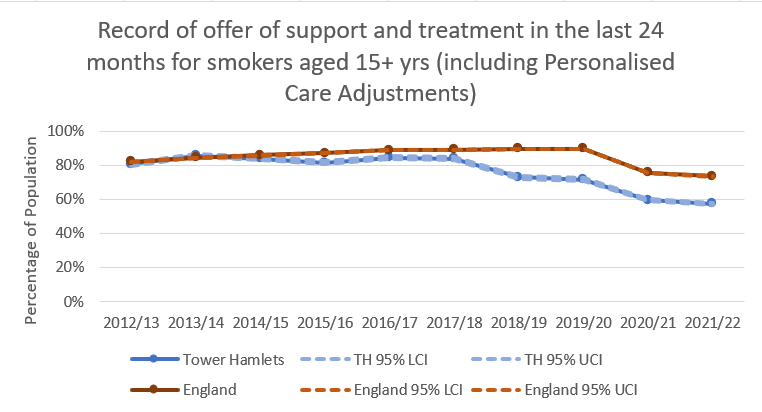 Record of offer of support and treatment in the last 24
months for smokers aged 15+ yrs (including Personalised
Care Adjustments)
Percentage of Population
100%
80%
60%
40%
20%
0%
2012/13 2013/14 2014/15 2015/16 2016/17 2017/18 2018/19 2019/20 2020/21 2021/22
Tower Hamlets TH 95% LCI TH 95% UCI
England England 95% LCI England 95% UCI